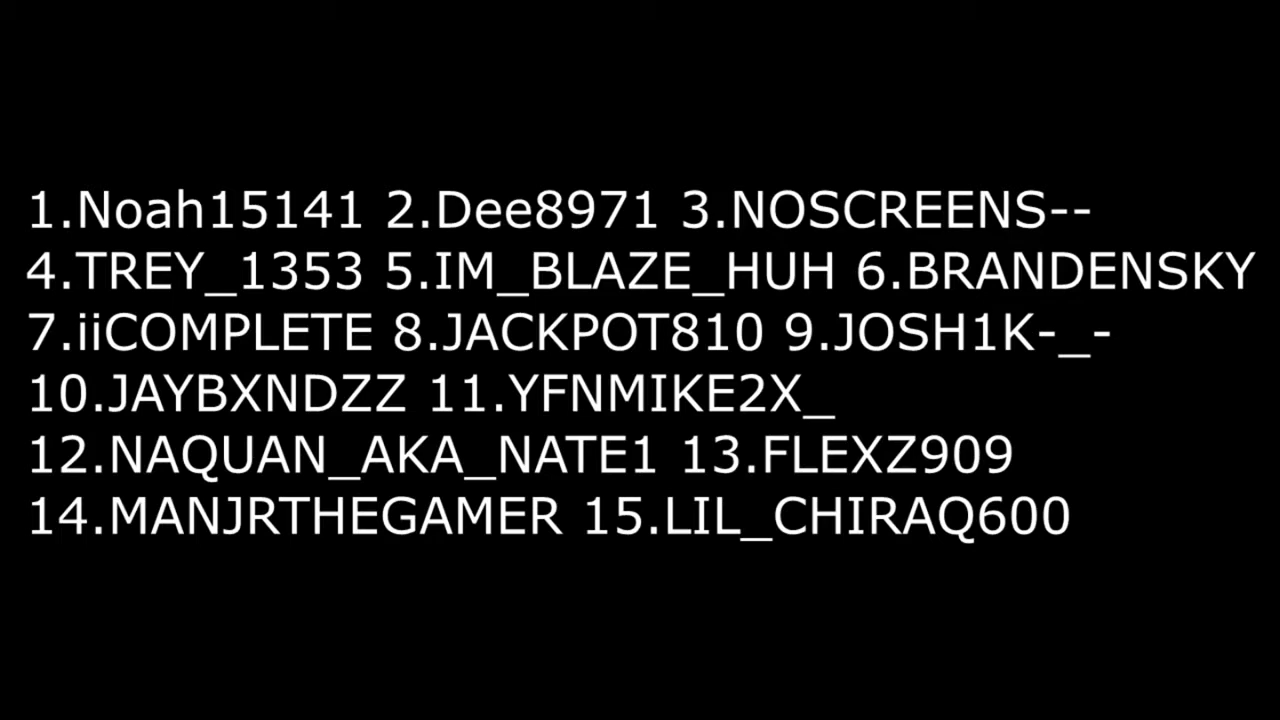 1.Noah15141 2.Dee8971 3.NOSCREENS--
4.TREY_1353 5.IM_BLAZE_HUH 6.BRANDENSKY
7.iiCOMPLETE 8.JACKPOT810 9.JOSH1K-_-
10.JAYBXNDZZ 11.YFNMIKE2X_
12.NAQUAN_AKA_NATE1 13.FLEXZ909
14.MANJRTHEGAMER 15.LIL_CHIRAQ600